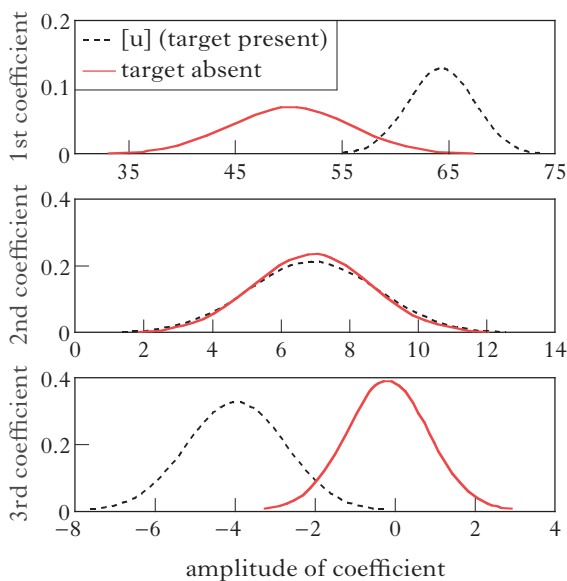 0.2
[u] (target present)
target absent
0.1
0
1st coefficient
35 45 55 65 75
0.4
0.2
0
2nd coefficient
0 2 4 6 8 10 12 14
0.4
0.2
0
3rd coefficient
−8 −6 −4 −2 0 2 4
amplitude of coefficient